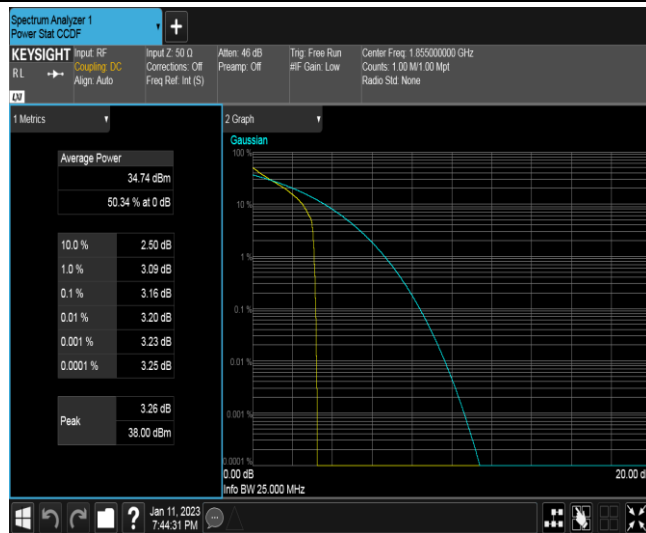 Spectrum Analyzer 1
Power Stat CCDF
+
KEYSIGHT
RL
LXI
Input: RF
Coupling: DC
Align: Auto
Input Z: 50 Ω
Corrections: Off
Freq Ref: Int (S)
Atten: 46 dB
Preamp: Off
Trig: Free Run
#IF Gain: Low
Center Freq: 1.855000000 GHz
Counts: 1.00 M/1.00 Mpt
Radio Std: None
1 Metrics
Average Power
34.74 dBm
50.34 % at 0 dB
10.0 % 2.50 dB
1.0 % 3.09 dB
0.1 % 3.16 dB
0.01 % 3.20 dB
0.001 % 3.23 dB
0.0001 % 3.25 dB
Peak
3.26 dB
38.00 dBm
2 Graph
Gaussian
100 %
10 %
1 %
0.1 %
0.01 %
0.001 %
0.0001 %
0.00 dB 20.00 d
Info BW 25.000 MHz
? Jan 11, 2023
7:44:31 PM